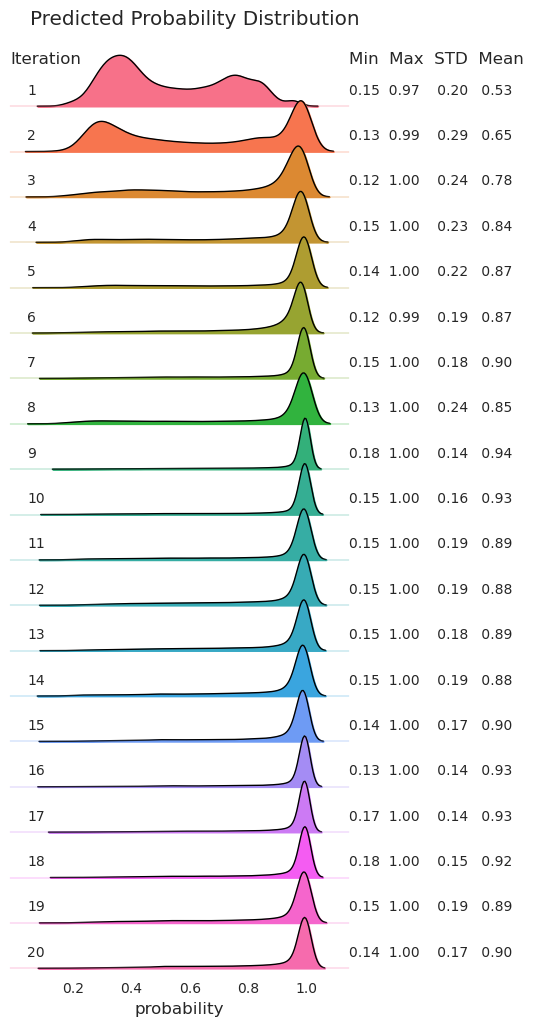 Predicted Probability Distribution
Iteration Min Max STD Mean
1 0.15 0.97 0.20 0.53
2 0.13 0.99 0.29 0.65
3 0.12 1.00 0.24 0.78
4 0.15 1.00 0.23 0.84
5 0.14 1.00 0.22 0.87
6 0.12 0.99 0.19 0.87
7 0.15 1.00 0.18 0.90
8 0.13 1.00 0.24 0.85
9 0.18 1.00 0.14 0.94
10 0.15 1.00 0.16 0.93
11 0.15 1.00 0.19 0.89
12 0.15 1.00 0.19 0.88
13 0.15 1.00 0.18 0.89
14 0.15 1.00 0.19 0.88
15 0.14 1.00 0.17 0.90
16 0.13 1.00 0.14 0.93
17 0.17 1.00 0.14 0.93
18 0.18 1.00 0.15 0.92
19 0.15 1.00 0.19 0.89
20 0.14 1.00 0.17 0.90
0.2 0.4 0.6 0.8 1.0
probability